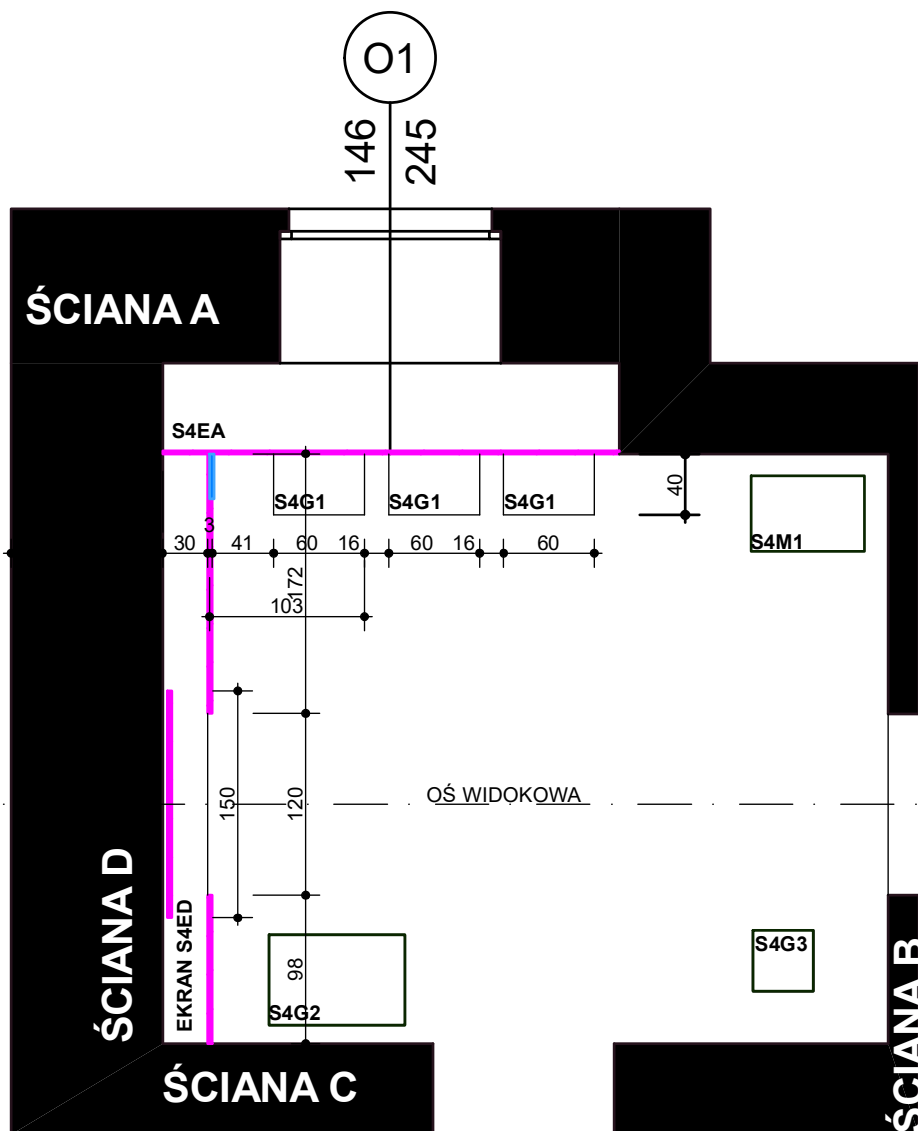 O1
146
245
ŚCIANA A
S4EA
S4G1
S4G1
S4G1
40
S4M1
3
30
41
60
16
60
16
60
172
103
150
120
OŚ WIDOKOWA
ŚCIANA D
EKRAN S4ED
98
S4G2
S4G3
ŚCIANA B
ŚCIANA C